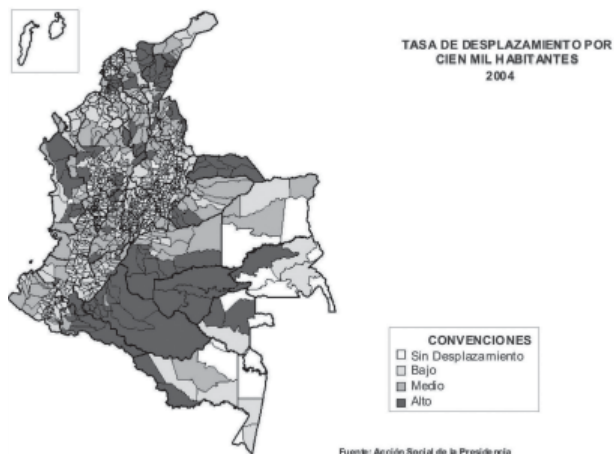 TASA DE DESPLAZAMIENTO POR
CIEN MIL HABITANTES
2004
CONVENCIONES
Sin Desplazamiento
Bajo
Medio
Alto
Fuente: Acción Social de la Presidencia